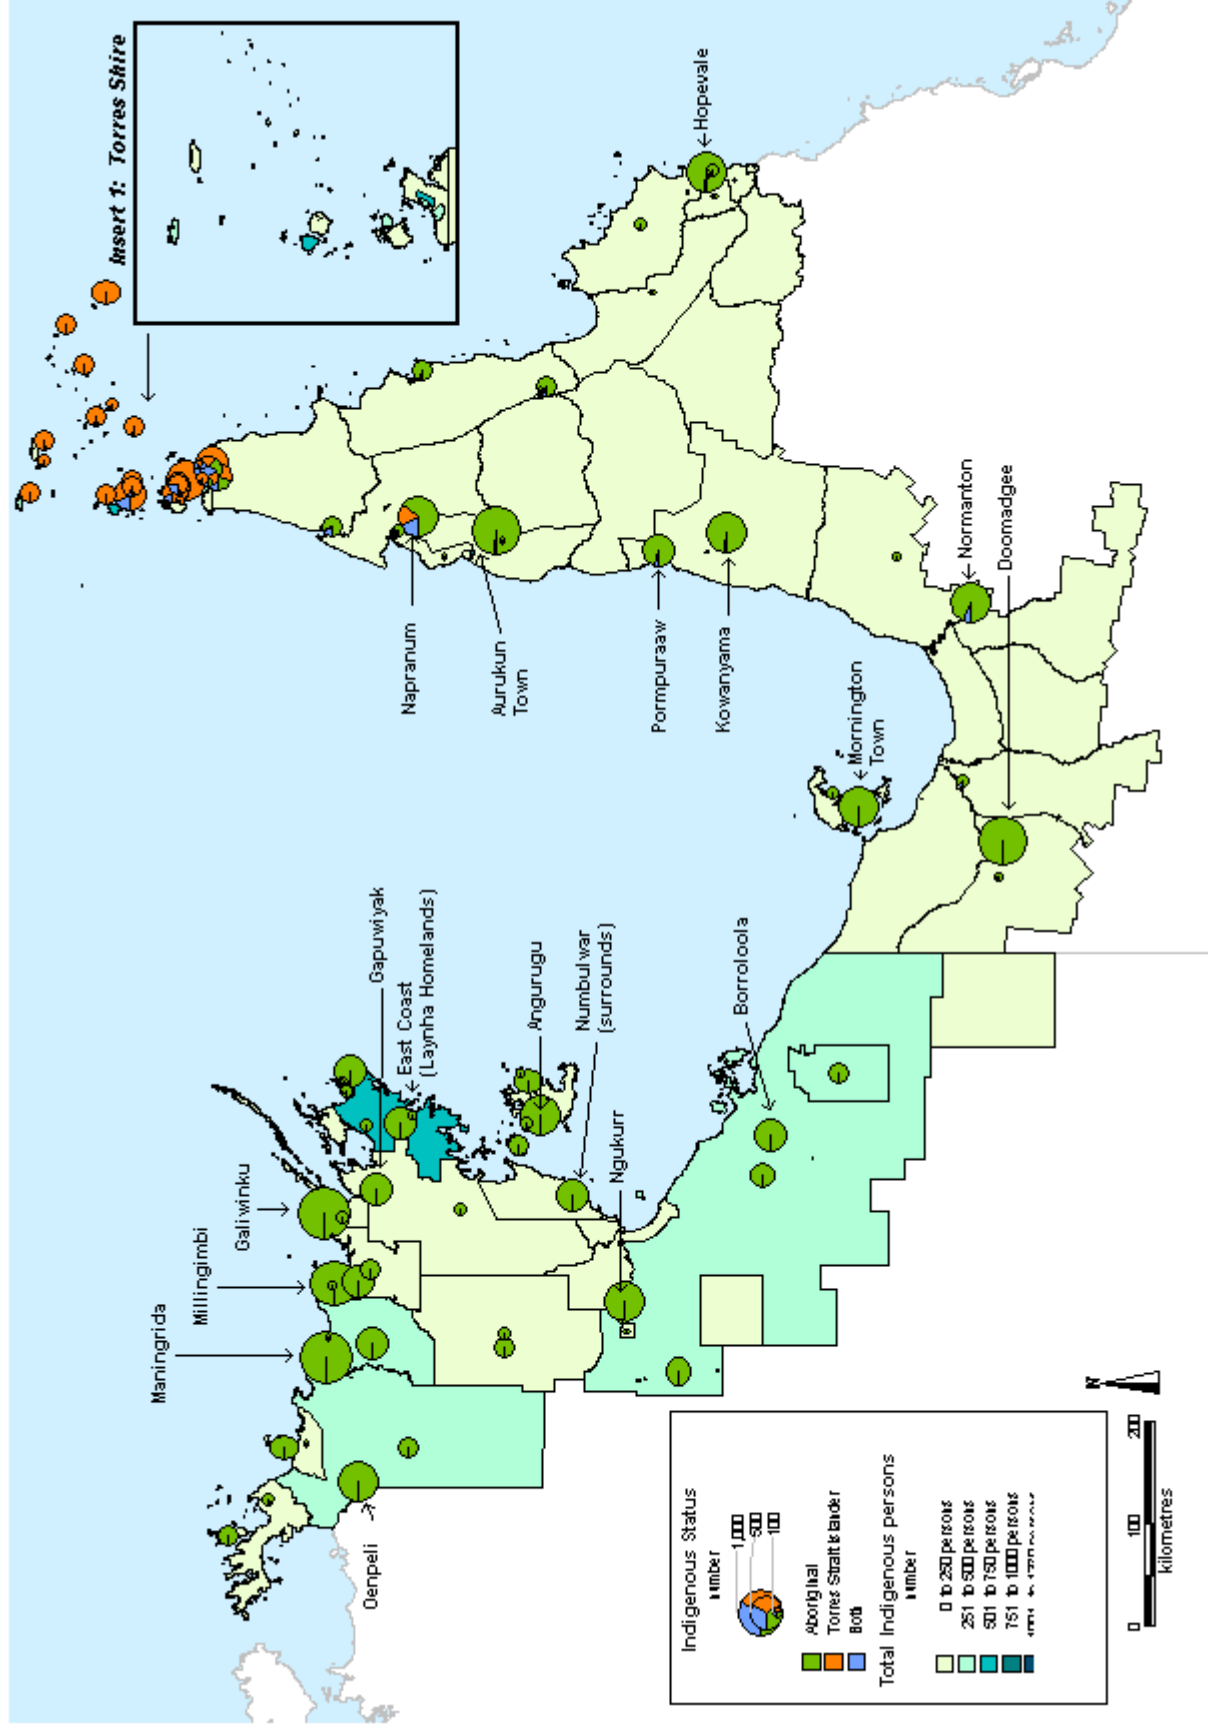 Insert 1: Torres Shire
Maningrida
Millingimbi
Galiwinku
Gapuwiyak
East Coast
(Laynha Homelands)
Oenpeli
Angurugu
Numbulwar
(surrounds)
Ngukurr
Borroloola
Napranum
Aurukun
Town
Pormpuraaw
Kowanyama
Mornington
Town
Normanton
Doomadgee
Hopevale
Indigenous Status
number
1,000
500
100
Aboriginal
Torres Strait Islander
Both
Total Indigenous persons
number
0 to 250 persons
251 to 500 persons
501 to 750 persons
751 to 1000 persons
N
0 100 200
kilometres